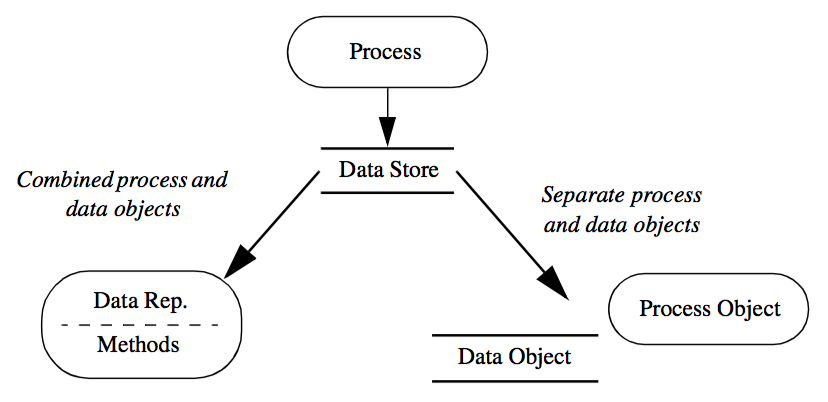 Process
Data Store
Combined process and
data objects
Separate process
and data objects
Data Rep.
Methods
Process Object
Data Object